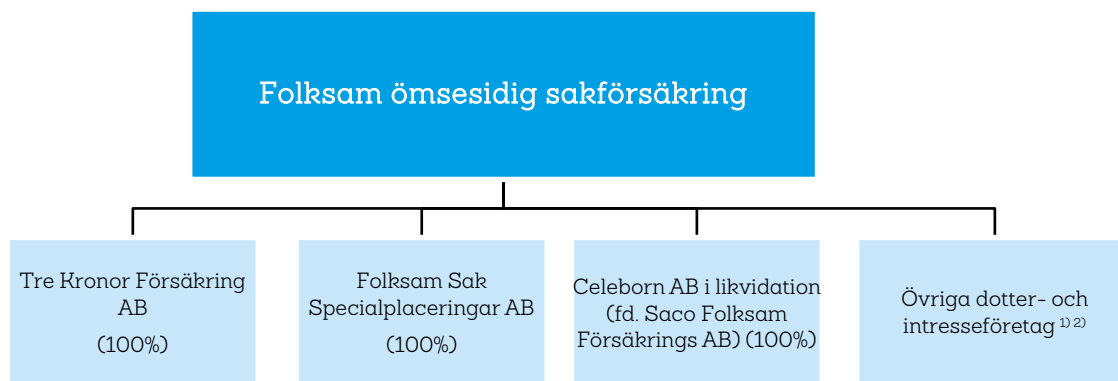 Folksam ömsesidig sakförsäkring
Tre Kronor Försäkring
AB
(100%)
Folksam Sak
Specialplaceringar AB
(100%)
Celeborn AB i likvidation
(fd. Saco Folksam
Försäkrings AB) (100%)
Övriga dotter- och
intresseföretag 1) 2)